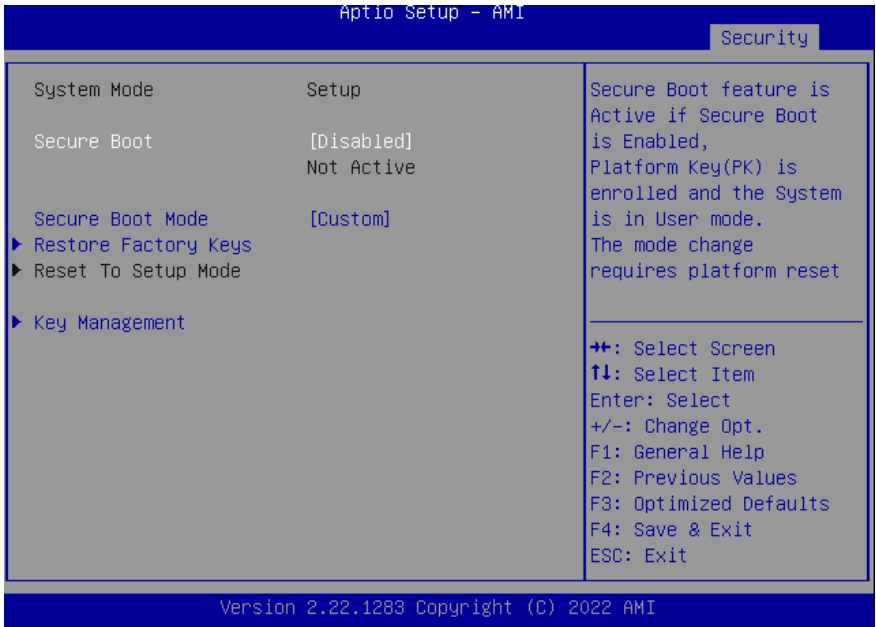 Aptio Setup – AMI
Security
System Mode Setup
Secure Boot [Disabled]
Not Active
Secure Boot Mode [Custom]
Restore Factory Keys
Reset To Setup Mode
Key Management
Secure Boot feature is
Active if Secure Boot
is Enabled,
Platform Key(PK) is
enrolled and the System
is in User mode.
The mode change
requires platform reset
→←: Select Screen
↑↓: Select Item
Enter: Select
+/-: Change Opt.
F1: General Help
F2: Previous Values
F3: Optimized Defaults
F4: Save & Exit
ESC: Exit
Version 2.22.1283 Copyright (C) 2022 AMI